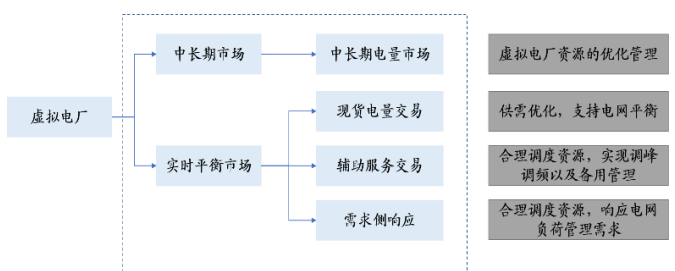 中长期市场
中长期电量市场
虚拟电厂资源的优化管理
虚拟电厂
现货电量交易
供需优化，支持电网平衡
实时平衡市场
辅助服务交易
合理调度资源，实现调峰
调频以及备用管理
需求侧响应
合理调度资源，响应电网
负荷管理需求